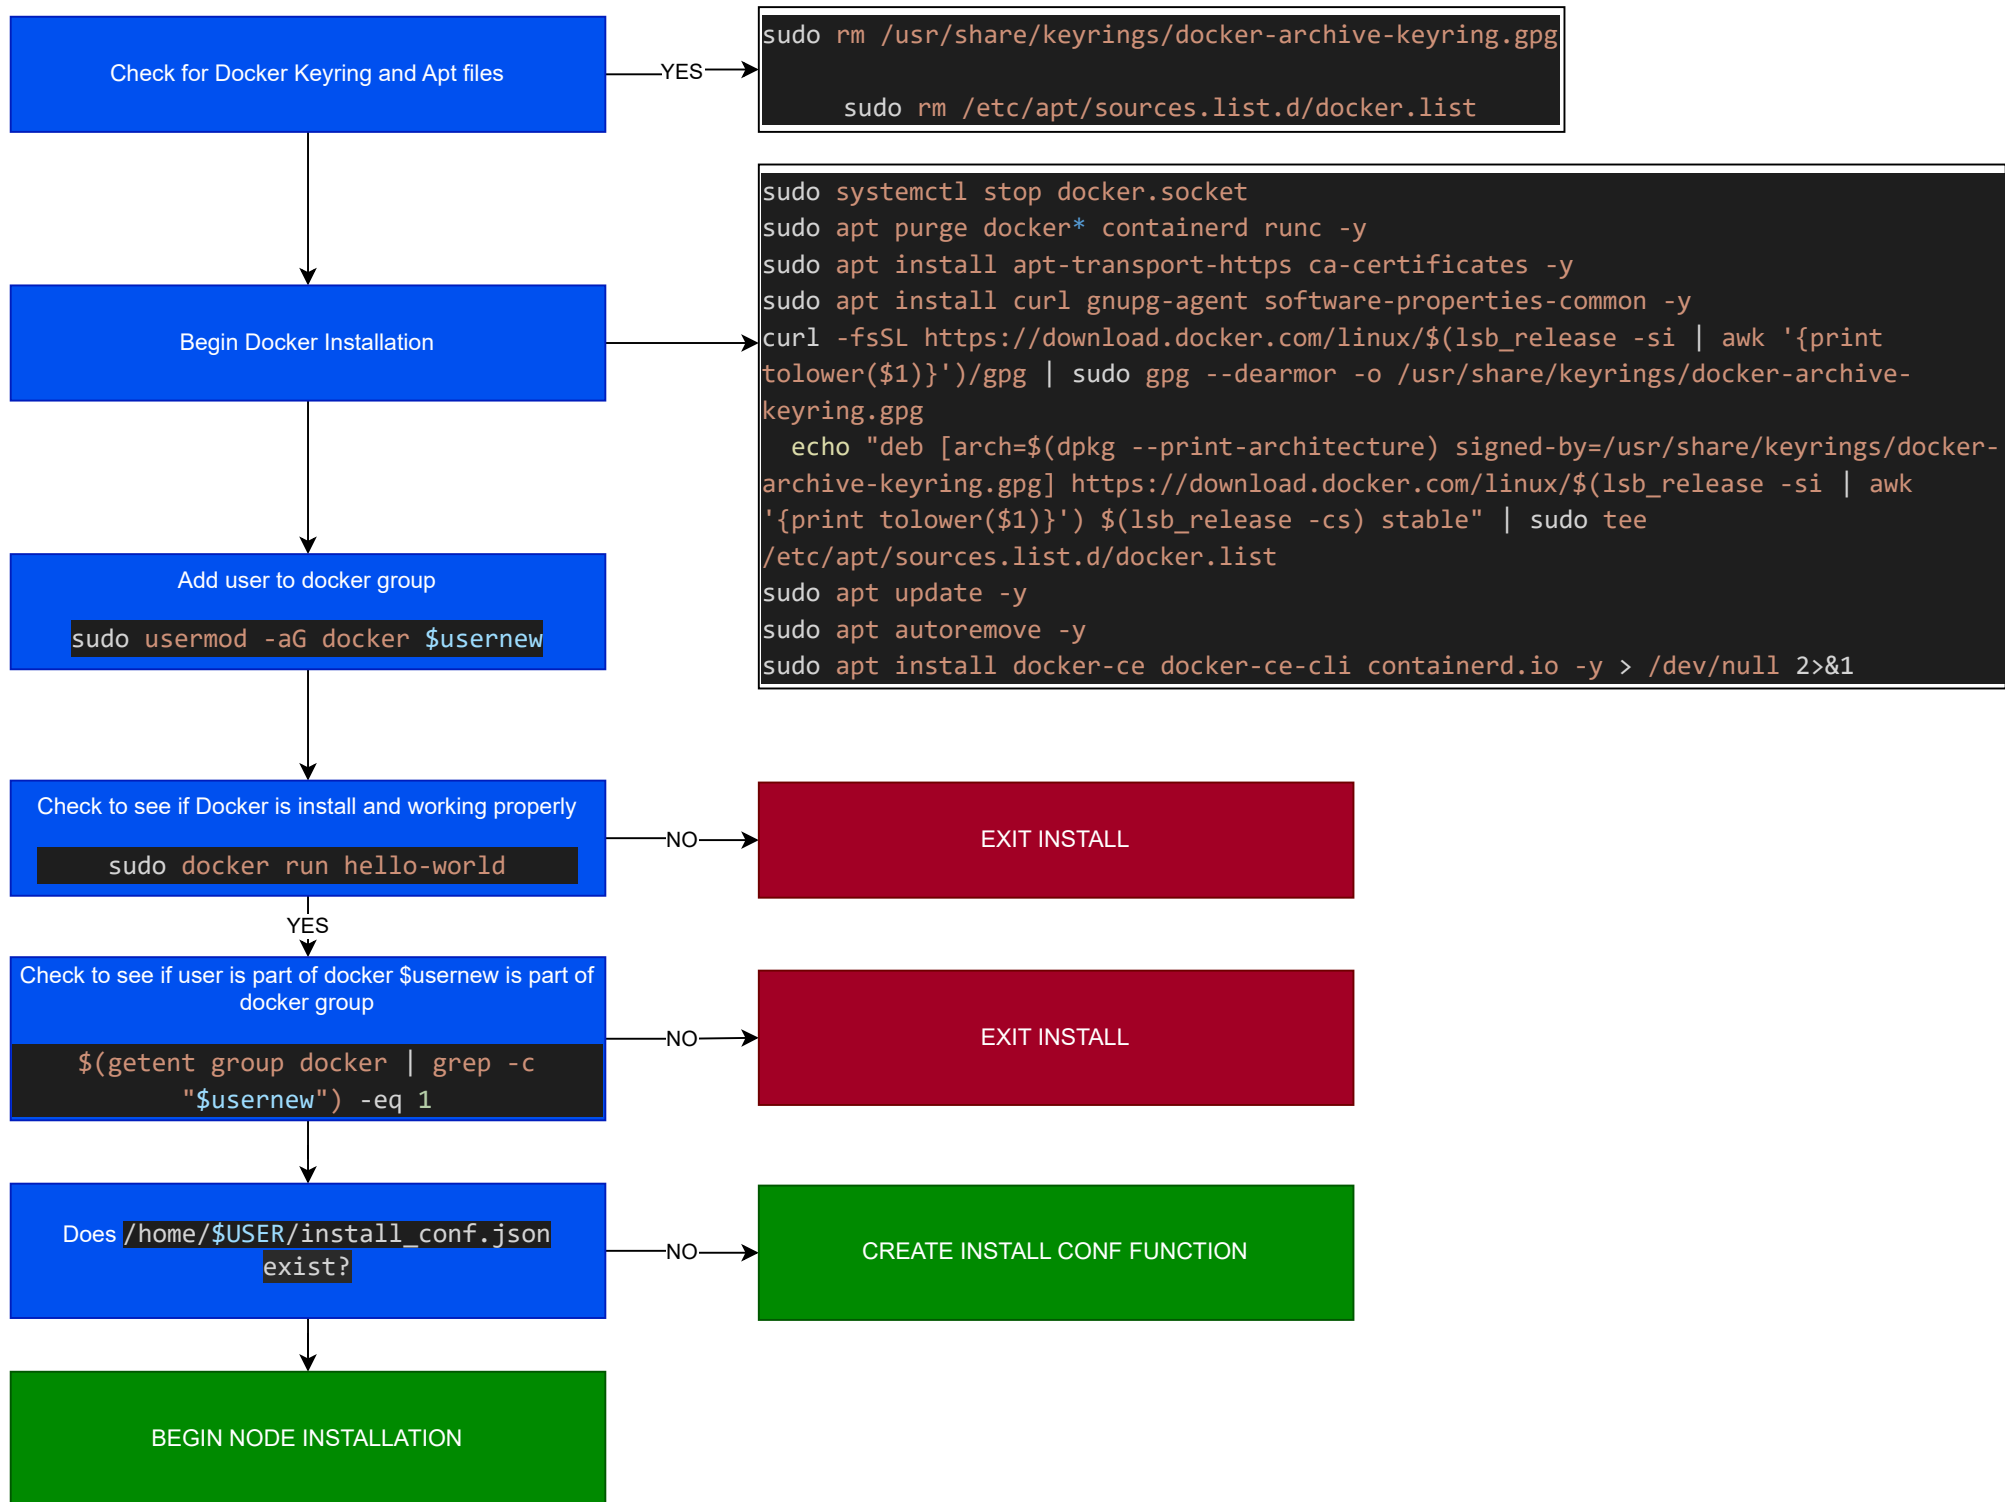 Check for Docker Keyring and Apt files
YES
sudo rm /usr/share/keyrings/docker-archive-keyring.gpg
sudo rm /etc/apt/sources.list.d/docker.list
Begin Docker Installation
sudo systemctl stop docker.socket
sudo apt purge docker* containerd runc -y
sudo apt install apt-transport-https ca-certificates -y
sudo apt install curl gnupg-agent software-properties-common -y
curl -fsSL https://download.docker.com/linux/$(lsb_release -si | awk '{print
tolower($1)}')/gpg | sudo gpg --dearmor -o /usr/share/keyrings/docker-archive-
keyring.gpg
echo "deb [arch=$(dpkg --print-architecture) signed-by=/usr/share/keyrings/docker-
archive-keyring.gpg] https://download.docker.com/linux/$(lsb_release -si | awk
'{print tolower($1)}') $(lsb_release -cs) stable" | sudo tee
/etc/apt/sources.list.d/docker.list
sudo apt update -y
sudo apt autoremove -y
sudo apt install docker-ce docker-ce-cli containerd.io -y > /dev/null 2>&1
Add user to docker group
sudo usermod -aG docker $usernew
Check to see if Docker is install and working properly
sudo docker run hello-world
NO
EXIT INSTALL
YES
Check to see if user is part of docker $usernew is part of
docker group
$(getent group docker | grep -c
"$usernew") -eq 1
NO
EXIT INSTALL
Does /home/$USER/install_conf.json
exist?
NO
CREATE INSTALL CONF FUNCTION
BEGIN NODE INSTALLATION